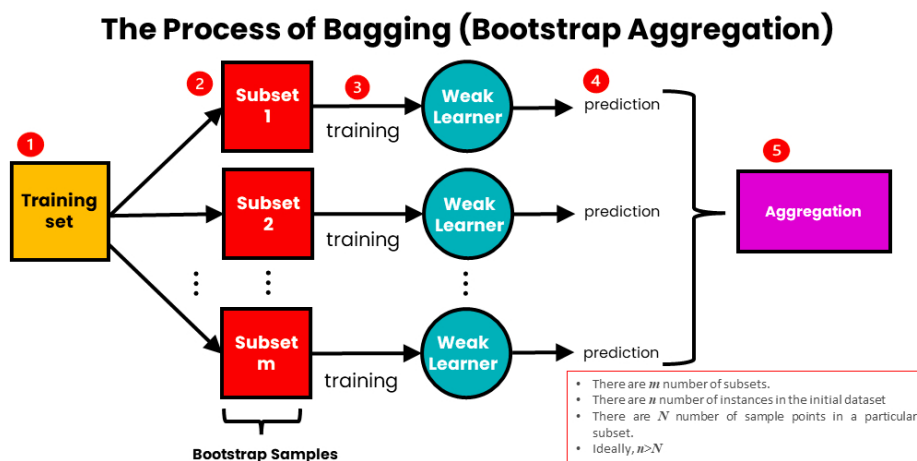 The Process of Bagging (Bootstrap Aggregation)
1
Training
set
2
Subset
1
3
training
Weak
Learner
4
prediction
Subset
2
training
Weak
Learner
prediction
Subset
m
training
Weak
Learner
prediction
5
Aggregation
Bootstrap Samples
• There are m number of subsets.
• There are n number of instances in the initial dataset
• There are N number of sample points in a particular
subset.
• Ideally, n>N